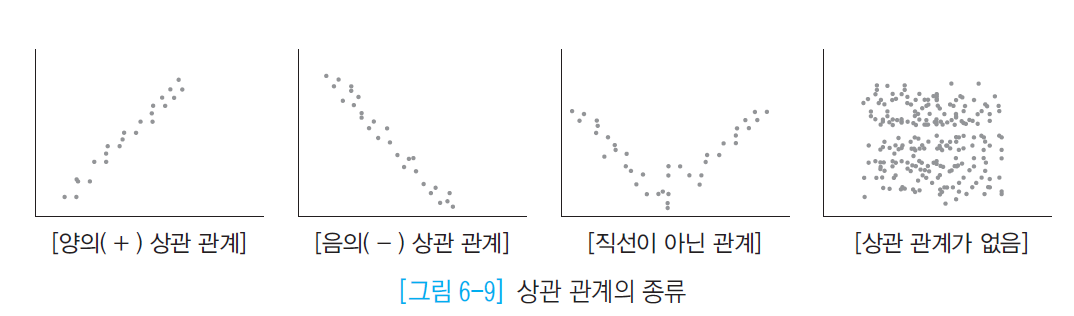 [양의( + ) 상관 관계]
[음의( − ) 상관 관계]
[직선이 아닌 관계]
[상관 관계가 없음]
[그림 6-9] 상관 관계의 종류